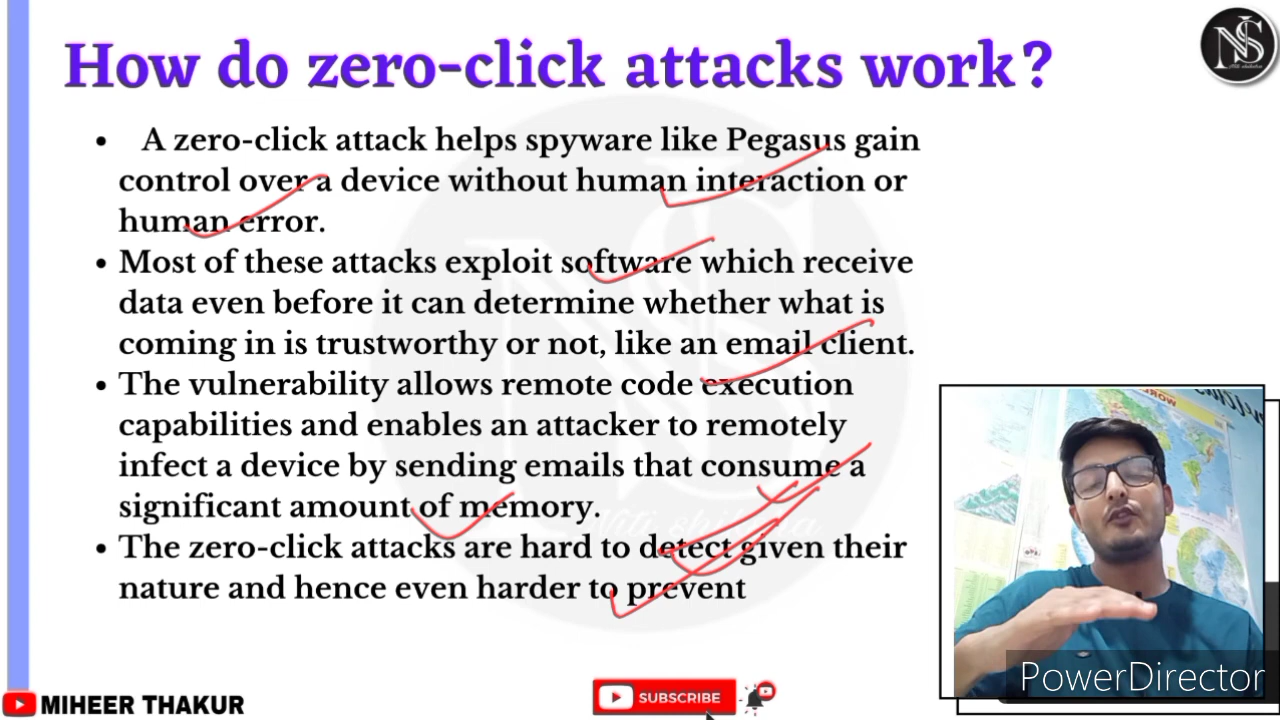 How do zero-click attacks work?
NS
• A zero-click attack helps spyware like Pegasus gain
control over a device without human interaction or
human error.
• Most of these attacks exploit software which receive
data even before it can determine whether what is
coming in is trustworthy or not, like an email client.
• The vulnerability allows remote code execution
capabilities and enables an attacker to remotely
infect a device by sending emails that consume a
significant amount of memory.
Niti shiksha
• The zero-click attacks are hard to detect given their
nature and hence even harder to prevent
PowerDirector
MIHEER THAKUR
SUBSCRIBE